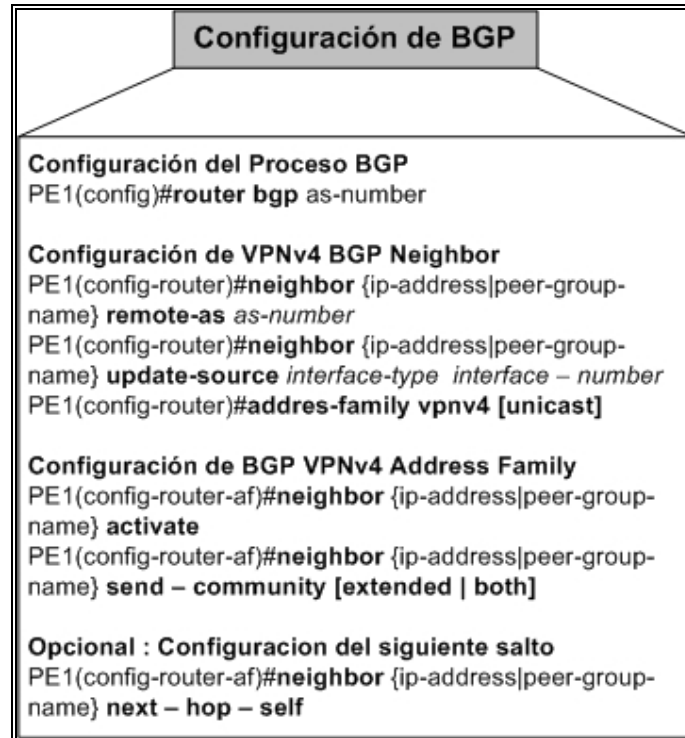 Configuración de BGP
Configuración del Proceso BGP
PE1(config)#router bgp as-number
Configuración de VPNv4 BGP Neighbor
PE1(config-router)#neighbor {ip-address|peer-group-
name} remote-as as-number
PE1(config-router)#neighbor {ip-address|peer-group-
name} update-source interface-type interface – number
PE1(config-router)#addres-family vpnv4 [unicast]
Configuración de BGP VPNv4 Address Family
PE1(config-router-af)#neighbor {ip-address|peer-group-
name} activate
PE1(config-router-af)#neighbor {ip-address|peer-group-
name} send – community [extended | both]
Opcional : Configuracion del siguiente salto
PE1(config-router-af)#neighbor {ip-address|peer-group-
name} next – hop – self